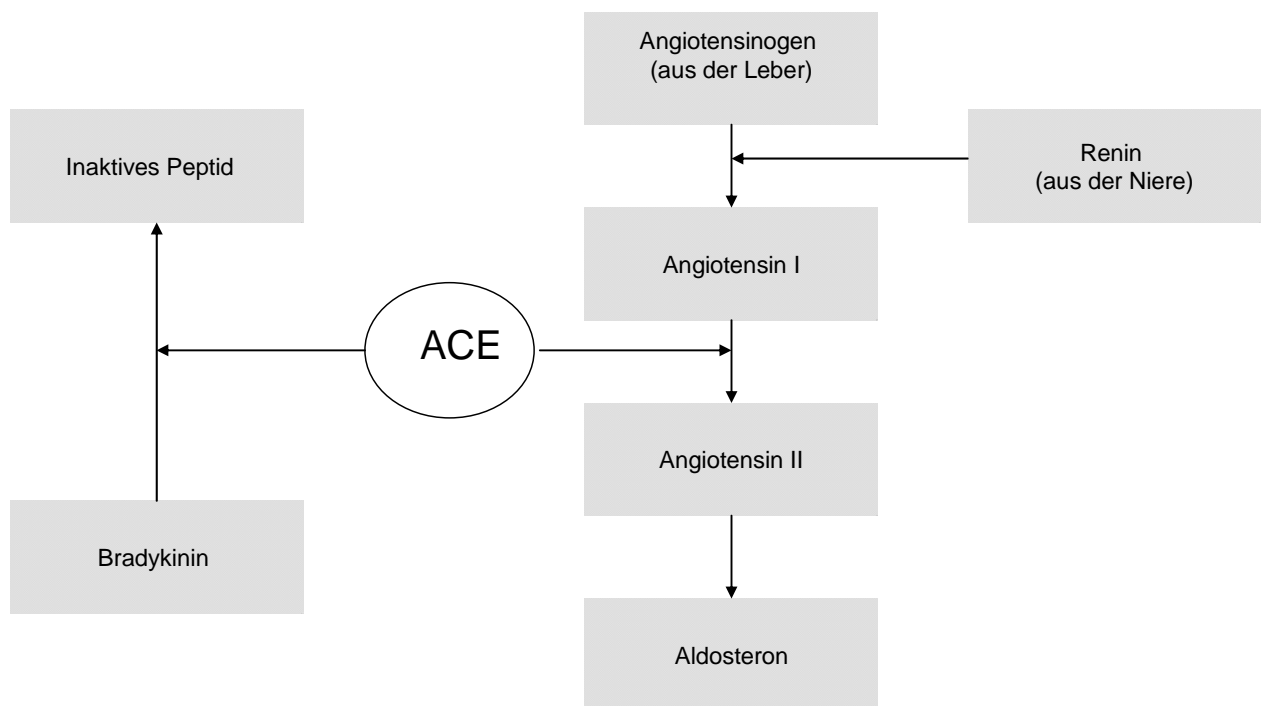 Angiotensinogen
(aus der Leber)
Inaktives Peptid
Renin
(aus der Niere)
Angiotensin I
ACE
Angiotensin II
Bradykinin
Aldosteron